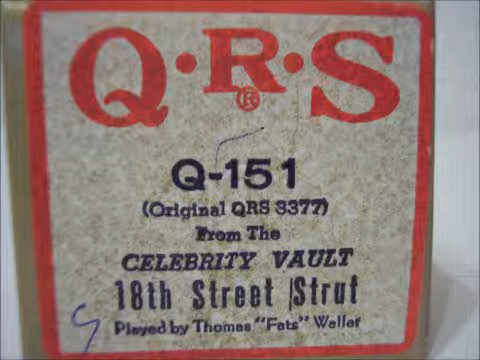 Q·R·S
®
Q-151
(Original QRS 3377)
From The
CELEBRITY VAULT
18th Street Strut
Played by Thomas "Fats" Waller